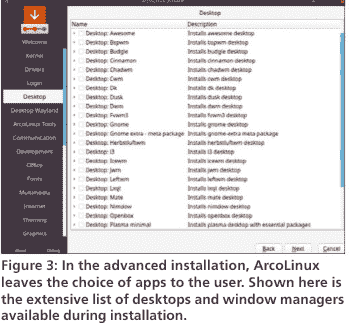 Desktop
Name Description
Welcome
Kernel
Drivers
Login
Desktop
Desktop Wayland
ArcoLinux Tools
Communication
Development
Office
Fonts
Multimedia
Internet
Theming
Graphics
Desktop: Awesome Installs awesome desktop
Desktop: Bspwm Installs bspwm desktop
Desktop: Budgie Installs budgie desktop
Desktop: Cinnamon Installs cinnamon desktop
Desktop: Chadwm Installs chadwm desktop
Desktop: Cwm Installs cwm desktop
Desktop: Dk Installs dk desktop
Desktop: Dusk Installs dusk desktop
Desktop: Dwm Installs dwm desktop
Desktop: Fvwm3 Installs fvwm3 desktop
Desktop: Gnome Installs gnome desktop
Desktop: Gnome extra - meta package Installs gnome-extra meta package
Desktop: Herbstluftwm Installs herbstluftwm desktop
Desktop: i3 Installs i3 desktop
Desktop: Icewm Installs icewm desktop
Desktop: Jwm Installs jwm desktop
Desktop: Leftwm Installs leftwm desktop
Desktop: Lxqt Installs lxqt desktop
Desktop: Mate Installs mate desktop
Desktop: Nimdow Installs nimdow desktop
Desktop: Openbox Installs openbox desktop
Desktop: Plasma minimal Installs plasma desktop with essential packages
About Debug
Back Next Cancel
Figure 3: In the advanced installation, ArcoLinux
leaves the choice of apps to the user. Shown here is
the extensive list of desktops and window managers
available during installation.